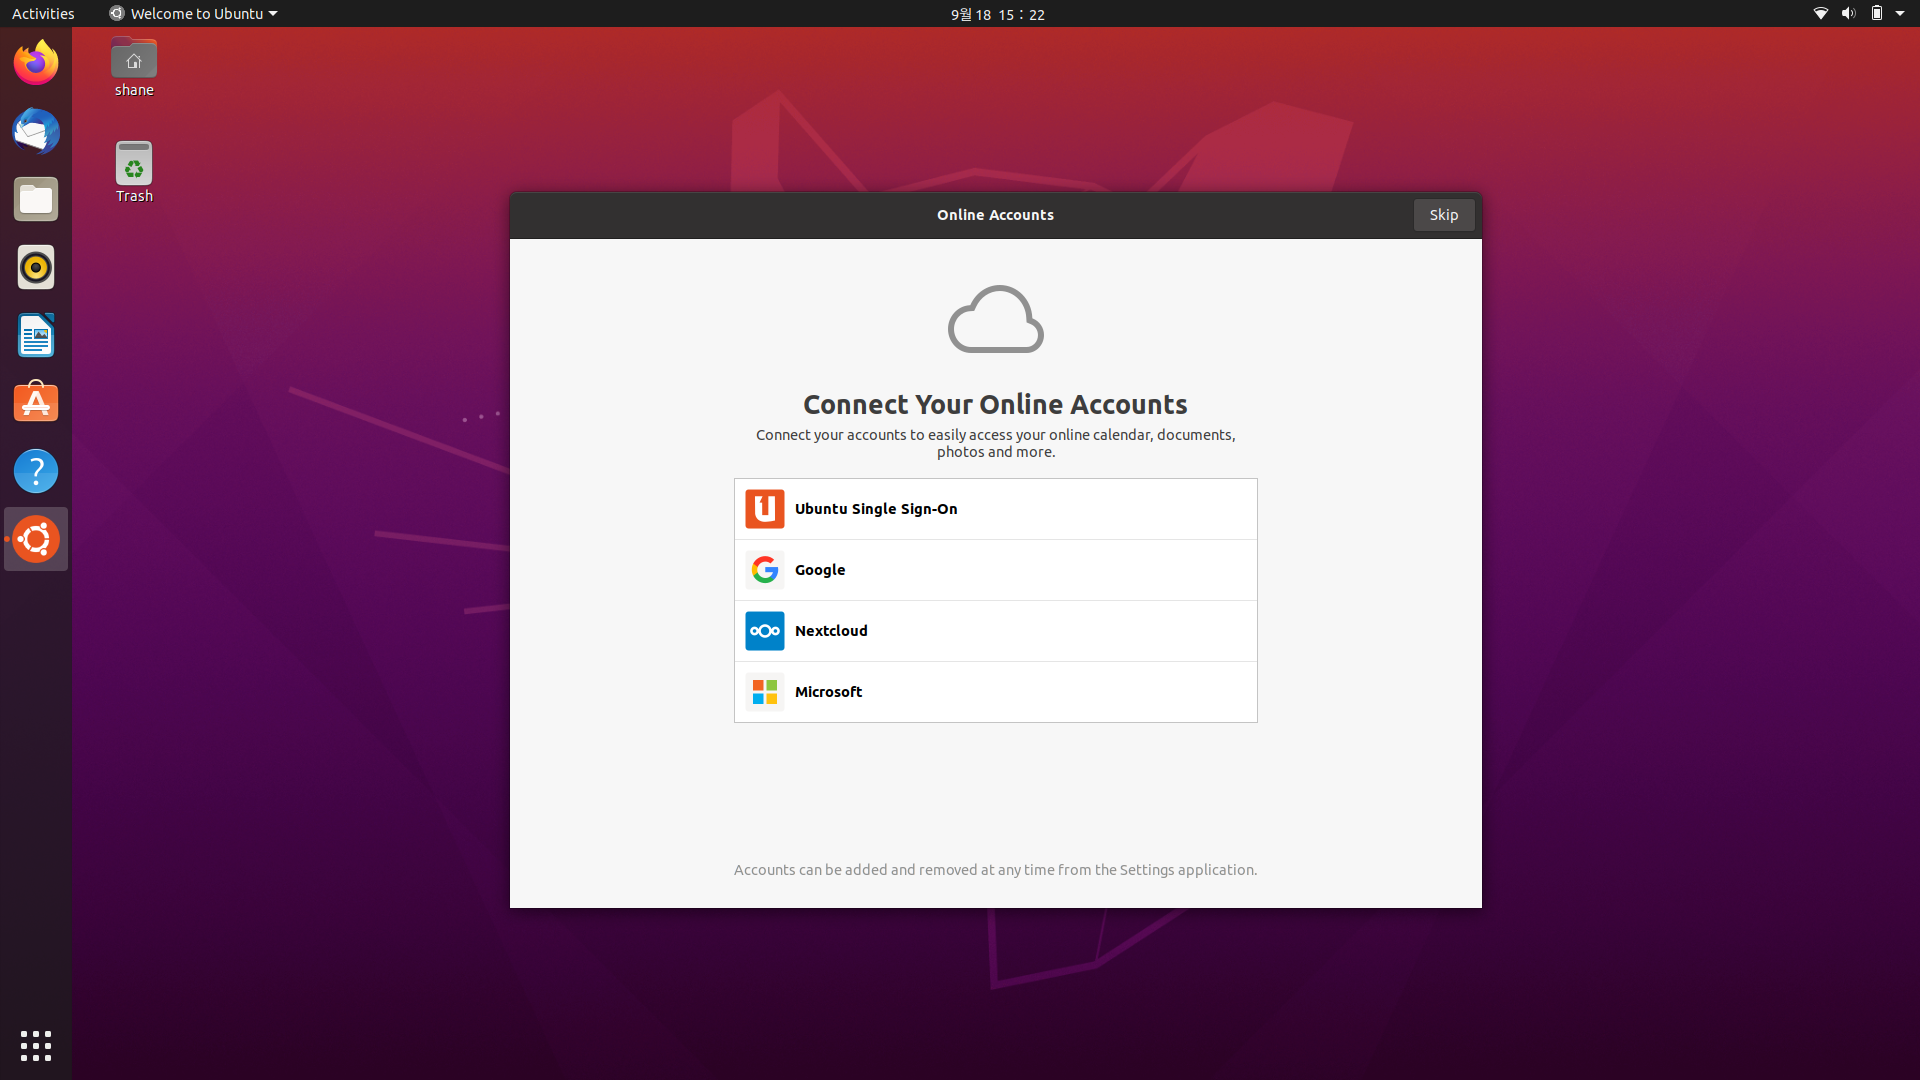 Activities
Welcome to Ubuntu
9월 18 15 : 22
shane
Trash
Online Accounts
Skip
Connect Your Online Accounts
Connect your accounts to easily access your online calendar, documents,
photos and more.
Ubuntu Single Sign-On
Google
Nextcloud
Microsoft
Accounts can be added and removed at any time from the Settings application.